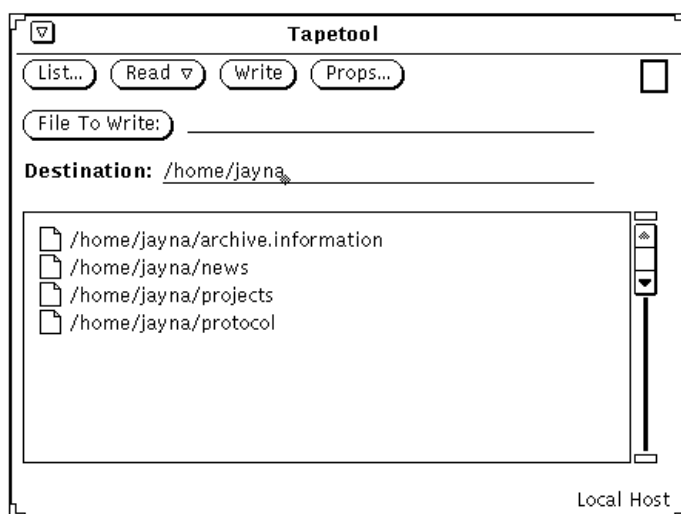 Tapetool
List... Read Write Props...
File To Write:
Destination: /home/jayna
/home/jayna/archive.information
/home/jayna/news
/home/jayna/projects
/home/jayna/protocol
Local Host